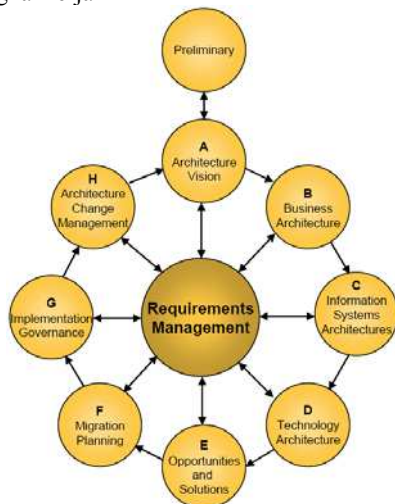 Preliminary
A
Architecture
Vision
B
Business
Architecture
C
Information
Systems
Architectures
D
Technology
Architecture
E
Opportunities
and
Solutions
F
Migration
Planning
G
Implementation
Governance
H
Architecture
Change
Management
Requirements
Management